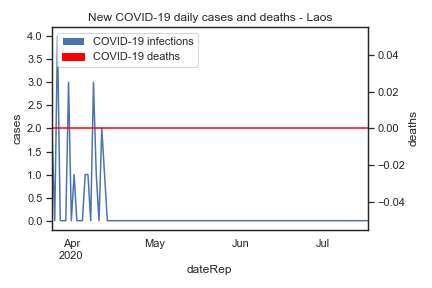 New COVID-19 daily cases and deaths - Laos
COVID-19 infections
COVID-19 deaths
4.0
3.5
3.0
2.5
2.0
1.5
1.0
0.5
0.0
cases
0.04
0.02
0.00
−0.02
−0.04
deaths
Apr
2020
May
Jun
Jul
dateRep